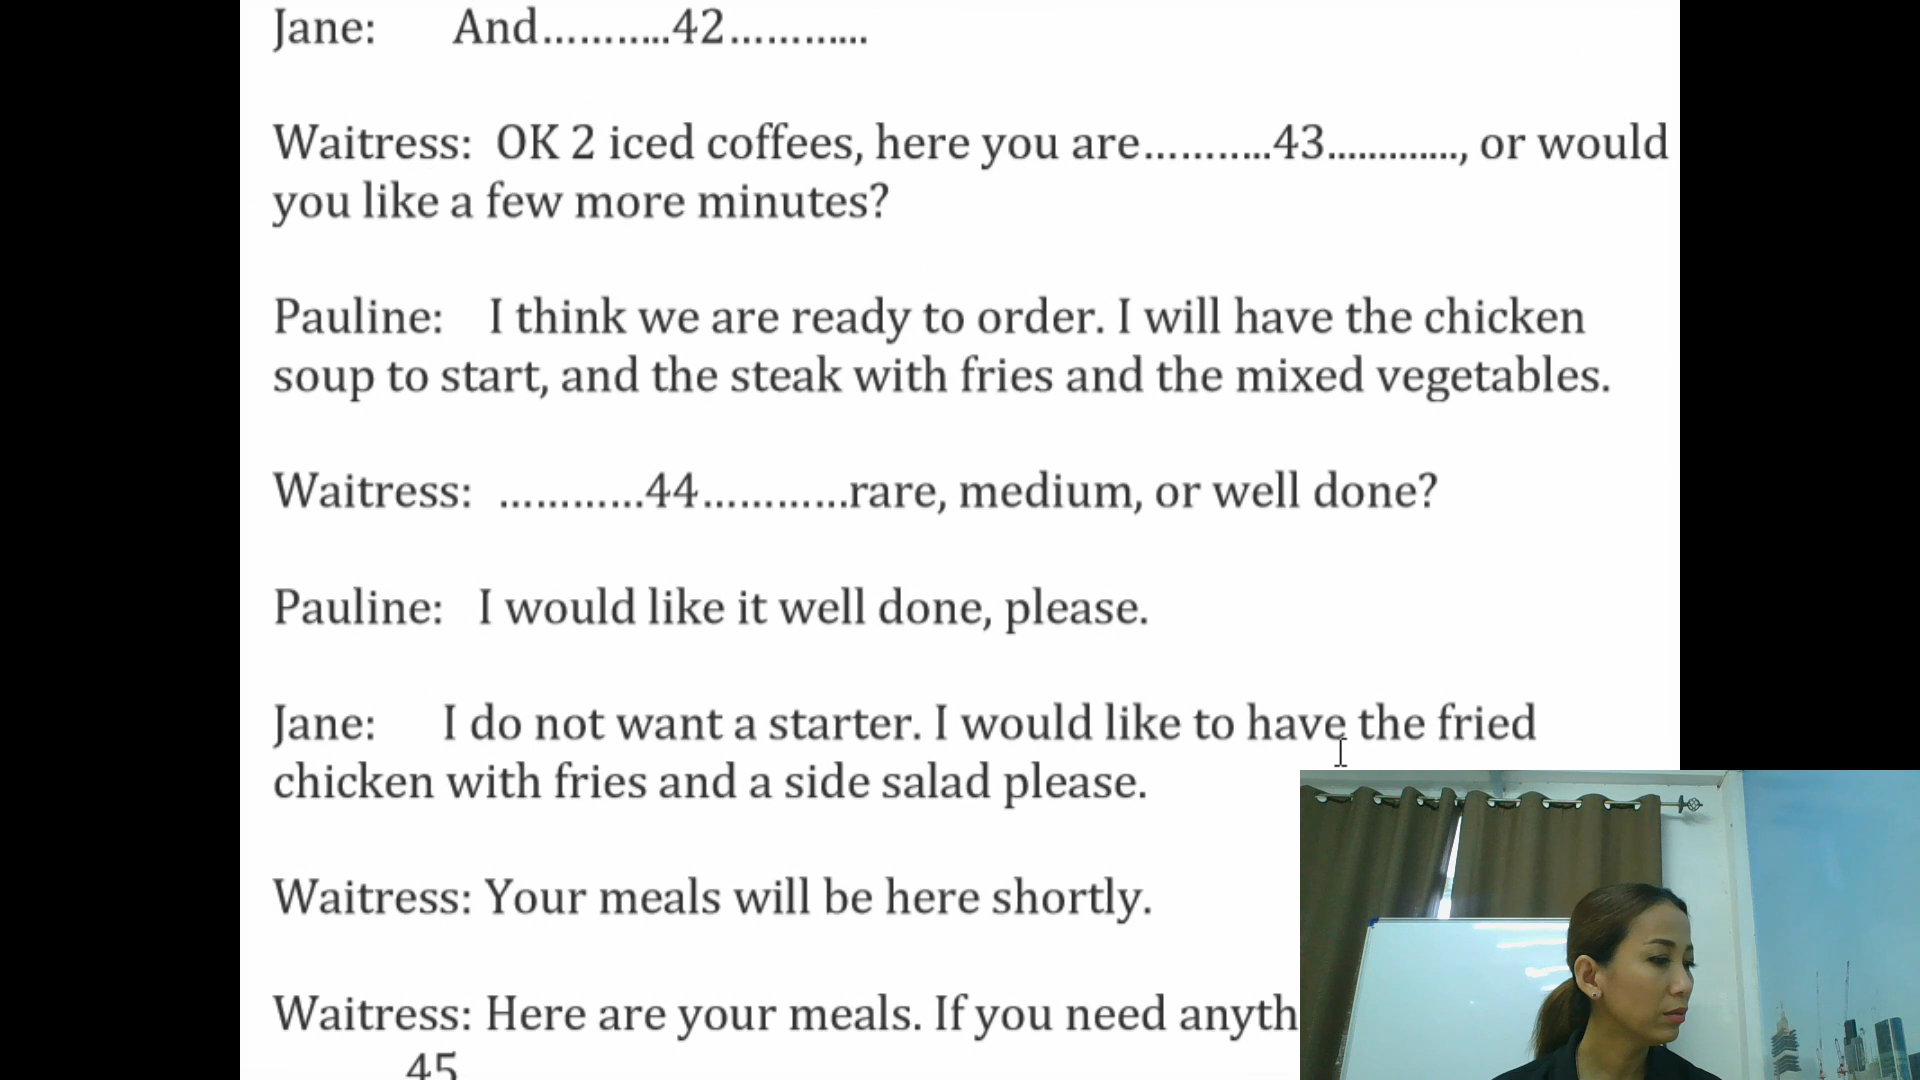 Jane: And………..42………....
Waitress: OK 2 iced coffees, here you are………..43............., or would
you like a few more minutes?
Pauline: I think we are ready to order. I will have the chicken
soup to start, and the steak with fries and the mixed vegetables.
Waitress: …………44…………rare, medium, or well done?
Pauline: I would like it well done, please.
Jane: I do not want a starter. I would like to have the fried
chicken with fries and a side salad please.
Waitress: Your meals will be here shortly.
Waitress: Here are your meals. If you need
45